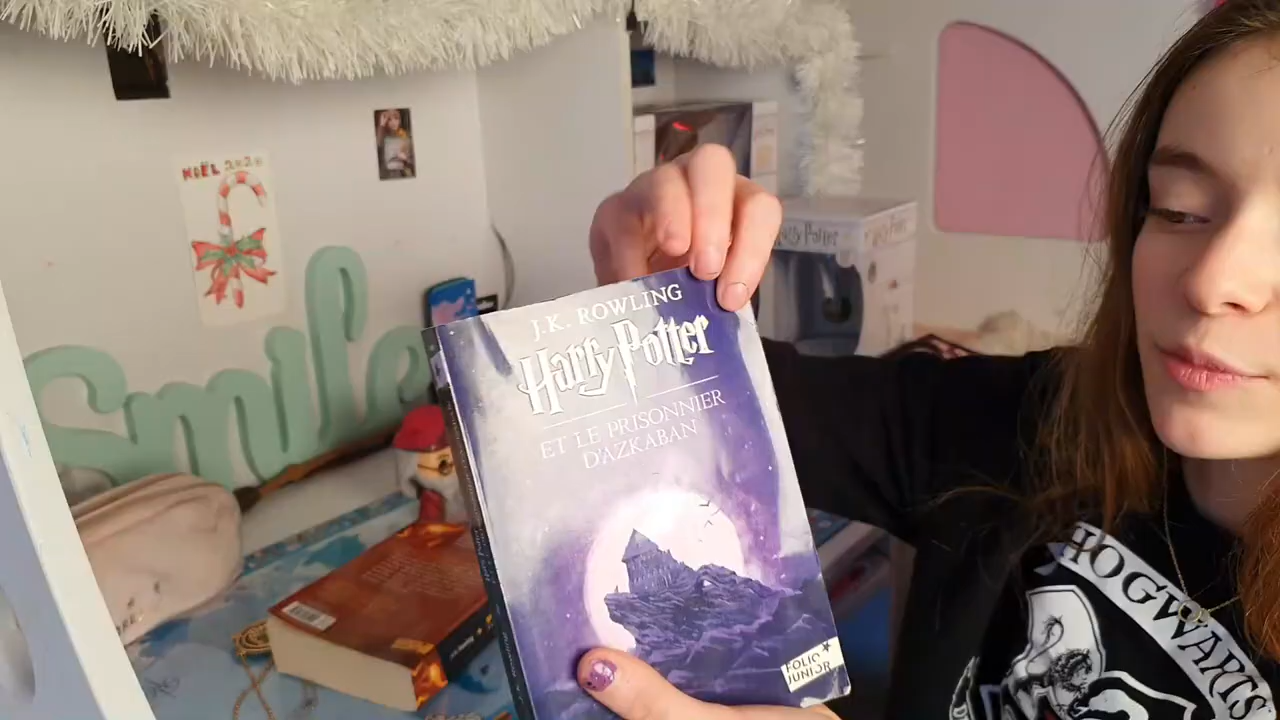 NOËL 2020
smile
Harry Potter
J.K. ROWLING
Harry Potter
ET LE PRISONNIER
D'AZKABAN
FOLIO
JUNIOR
HOGWARTS